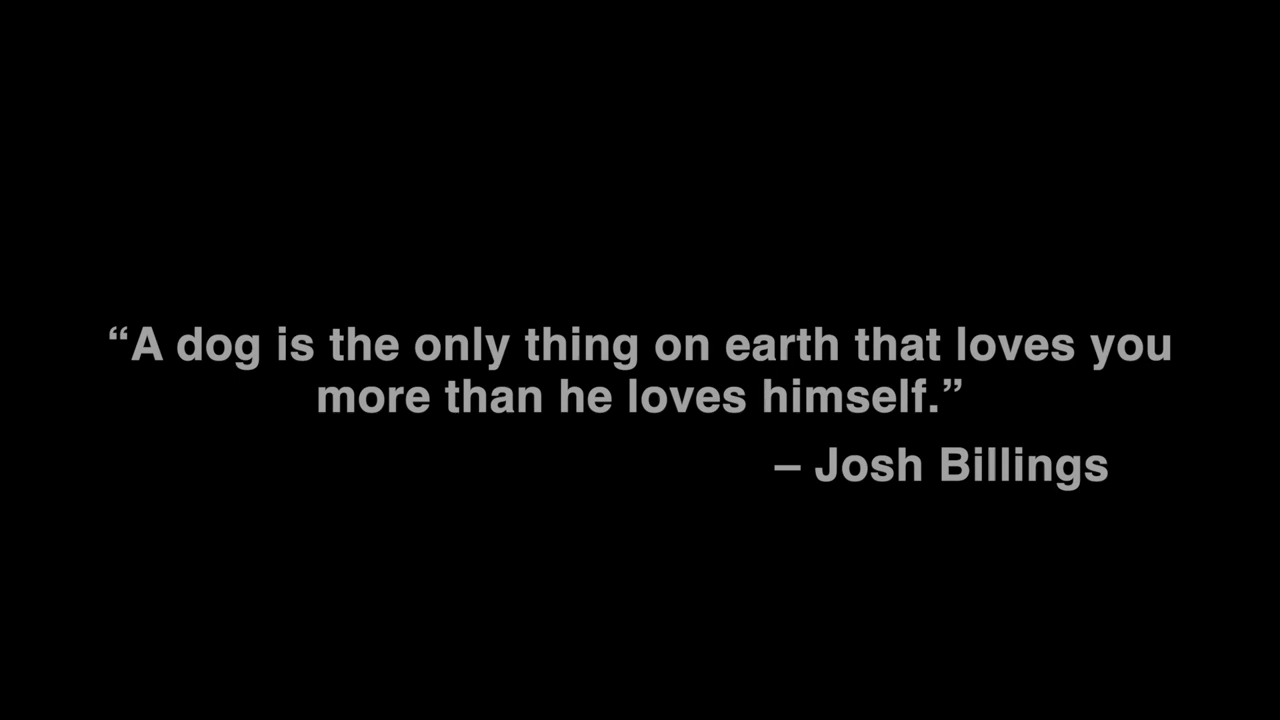 “A dog is the only thing on earth that loves you
more than he loves himself.”
– Josh Billings